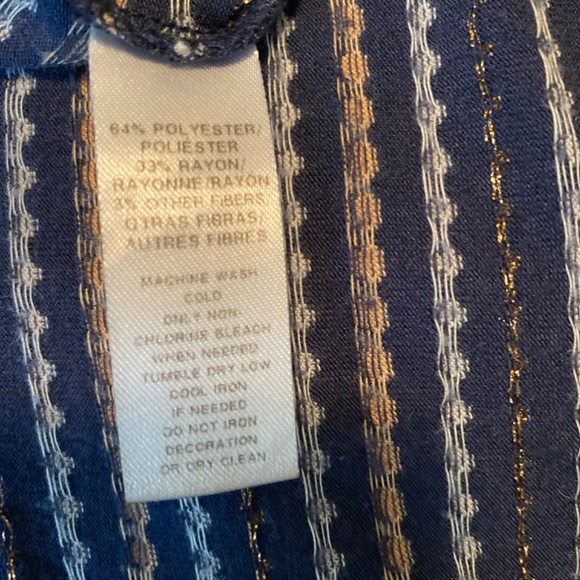 64% POLYESTER/
POLIÉSTER
33% RAYON/
RAYONNE/RAYON
3% OTHER FIBERS/
OTRAS FIBRAS/
AUTRES FIBRES
MACHINE WASH
COLD
ONLY NON-
CHLORINE BLEACH
WHEN NEEDED
TUMBLE DRY LOW
COOL IRON
IF NEEDED
DO NOT IRON
DECORATION
OR DRY CLEAN